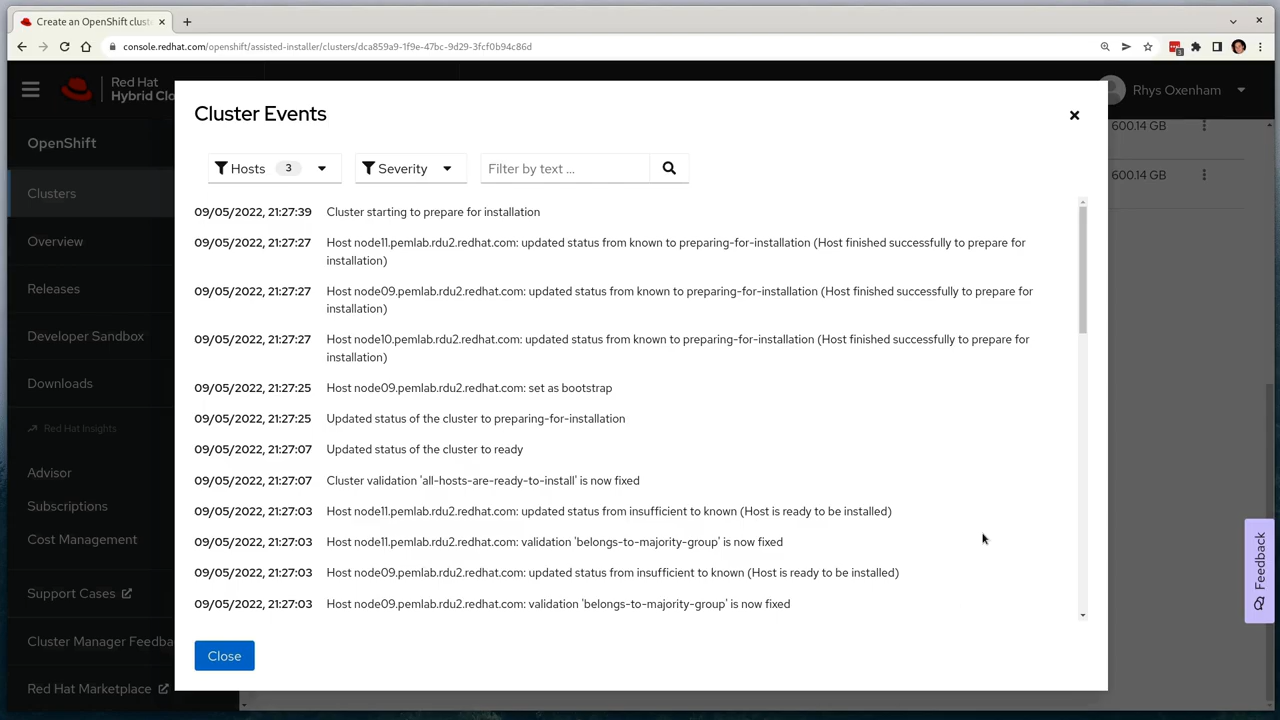 Create an OpenShift clust
console.redhat.com/openshift/assisted-installer/clusters/dca859a9-1f9e-47bc-9d29-3fcf0b94c86d
3
Red Hat
Hybrid Clo
Rhys Oxenham
OpenShift
Clusters
Overview
Releases
Developer Sandbox
Downloads
Red Hat Insights
Advisor
Subscriptions
Cost Management
Support Cases
Cluster Manager Feedba
Red Hat Marketplace
600.14 GB
600.14 GB
Cluster Events
Hosts 3 Severity Filter by text ...
09/05/2022, 21:27:39 Cluster starting to prepare for installation
09/05/2022, 21:27:27 Host node11.pemlab.rdu2.redhat.com: updated status from known to preparing-for-installation (Host finished successfully to prepare for
installation)
09/05/2022, 21:27:27 Host node09.pemlab.rdu2.redhat.com: updated status from known to preparing-for-installation (Host finished successfully to prepare for
installation)
09/05/2022, 21:27:27 Host node10.pemlab.rdu2.redhat.com: updated status from known to preparing-for-installation (Host finished successfully to prepare for
installation)
09/05/2022, 21:27:25 Host node09.pemlab.rdu2.redhat.com: set as bootstrap
09/05/2022, 21:27:25 Updated status of the cluster to preparing-for-installation
09/05/2022, 21:27:07 Updated status of the cluster to ready
09/05/2022, 21:27:07 Cluster validation 'all-hosts-are-ready-to-install' is now fixed
09/05/2022, 21:27:03 Host node11.pemlab.rdu2.redhat.com: updated status from insufficient to known (Host is ready to be installed)
09/05/2022, 21:27:03 Host node11.pemlab.rdu2.redhat.com: validation 'belongs-to-majority-group' is now fixed
09/05/2022, 21:27:03 Host node09.pemlab.rdu2.redhat.com: updated status from insufficient to known (Host is ready to be installed)
09/05/2022, 21:27:03 Host node09.pemlab.rdu2.redhat.com: validation 'belongs-to-majority-group' is now fixed
Close
Feedback